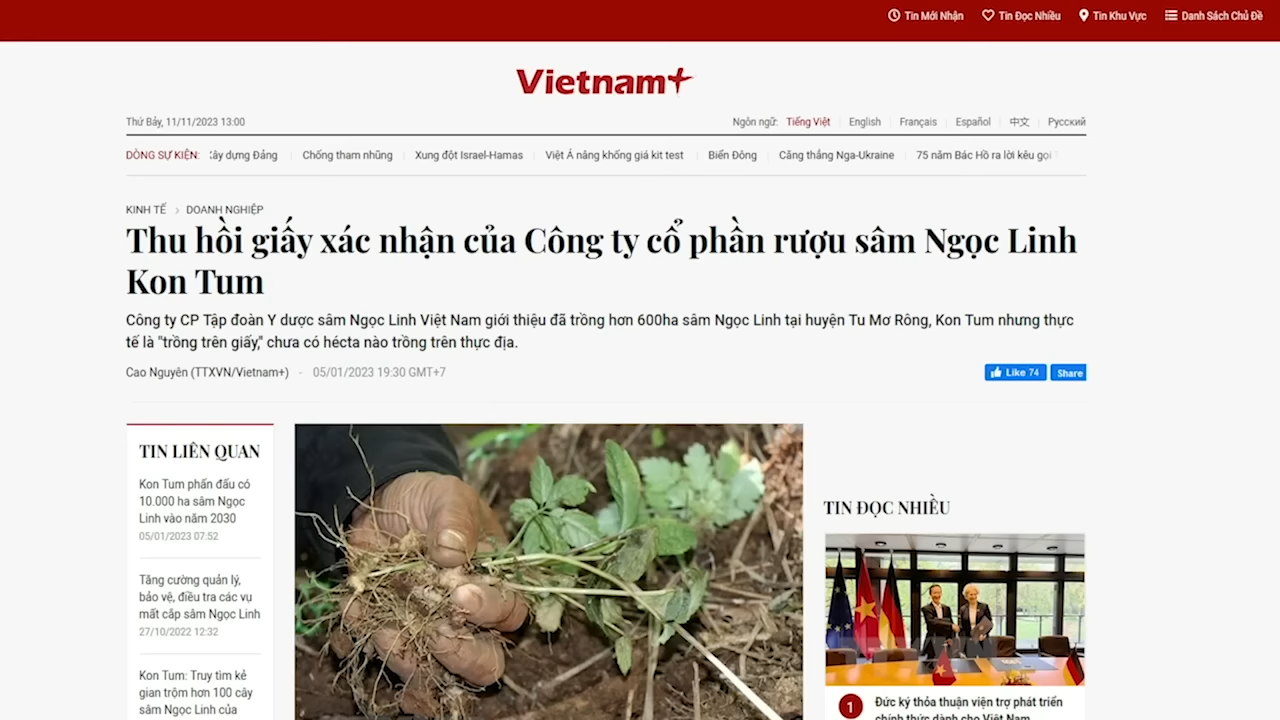 Tin Mới Nhận
Tin Đọc Nhiều
Tin Khu Vực
Danh Sách Chủ Đề
Vietnam+
Thứ Bảy, 11/11/2023 13:00
Ngôn ngữ: Tiếng Việt English Français Español 中文 Русский
DÒNG SỰ KIỆN: Xây dựng Đảng Chống tham nhũng Xung đột Israel-Hamas Việt Á nâng khống giá kit test Biển Đông Căng thẳng Nga-Ukraine 75 năm Bác Hồ ra lời kêu gọi
KINH TẾ > DOANH NGHIỆP
Thu hồi giấy xác nhận của Công ty cổ phần rượu sâm Ngọc Linh
Kon Tum
Công ty CP Tập đoàn Y dược sâm Ngọc Linh Việt Nam giới thiệu đã trồng hơn 600ha sâm Ngọc Linh tại huyện Tu Mơ Rông, Kon Tum nhưng thực
tế là "trồng trên giấy," chưa có hécta nào trồng trên thực địa.
Cao Nguyên (TTXVN/Vietnam+) - 05/01/2023 19:30 GMT+7
Like 74
Share
TIN LIÊN QUAN
Kon Tum phấn đấu có
10.000 ha sâm Ngọc
Linh vào năm 2030
05/01/2023 07:52
Tăng cường quản lý,
bảo vệ, điều tra các vụ
mất cắp sâm Ngọc Linh
27/10/2022 12:32
Kon Tum: Truy tìm kẻ
gian trộm hơn 100 cây
sâm Ngọc Linh của
TIN ĐỌC NHIỀU
1
Đức ký thỏa thuận viện trợ phát triển
chính thức dành cho Việt Nam